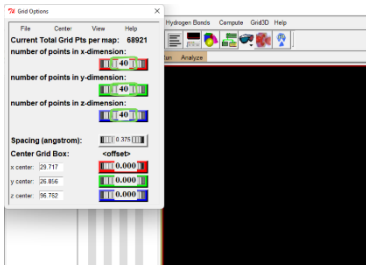 Grid Options
File Center View Help
Hydrogen Bonds Compute Grid3D Help
Current Total Grid Pts per map: 68921
number of points in x-dimension:
40
number of points in y-dimension:
40
Analyze
number of points in z-dimension:
40
Spacing (angstrom): 0.375
Center Grid Box: <offset>
x center: 29.717 0.000
y center: 26.856 0.000
z center: 96.762 0.000